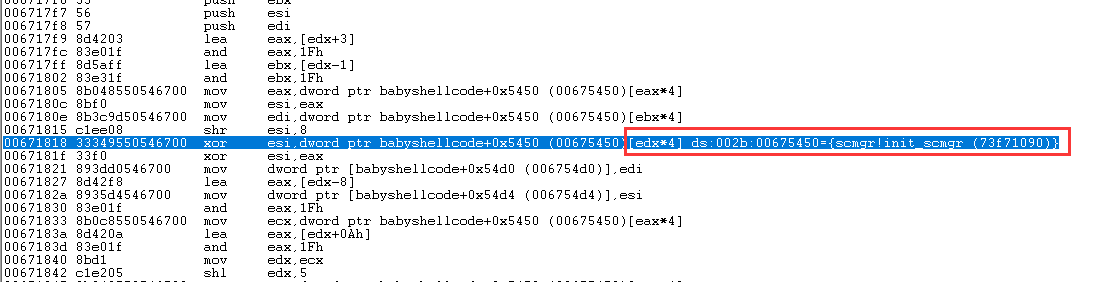 006717f6 53 push ebx
006717f7 56 push esi
006717f8 57 push edi
006717f9 8d4203 lea eax,[edx+3]
006717fc 83e01f and eax,1Fh
006717ff 8d5aff lea ebx,[edx-1]
00671802 83e31f and ebx,1Fh
00671805 8b048550546700 mov eax,dword ptr babyshellcode+0x5450 (00675450)[eax*4]
0067180c 8bf0 mov esi,eax
0067180e 8b3c9d50546700 mov edi,dword ptr babyshellcode+0x5450 (00675450)[ebx*4]
00671815 c1ee08 shr esi,8
00671818 33349550546700 xor esi,dword ptr babyshellcode+0x5450 (00675450)[edx*4] ds:002b:00675450={scmgr!init_scmgr (73f71090)}
0067181f 33f0 xor esi,eax
00671821 893dd0546700 mov dword ptr [babyshellcode+0x54d0 (006754d0)],edi
00671827 8d42f8 lea eax,[edx-8]
0067182a 8935d4546700 mov dword ptr [babyshellcode+0x54d4 (006754d4)],esi
00671830 83e01f and eax,1Fh
00671833 8b0c8550546700 mov ecx,dword ptr babyshellcode+0x5450 (00675450)[eax*4]
0067183a 8d420a lea eax,[edx+0Ah]
0067183d 83e01f and eax,1Fh
00671840 8bd1 mov edx,ecx
00671842 c1e205 shl edx,5